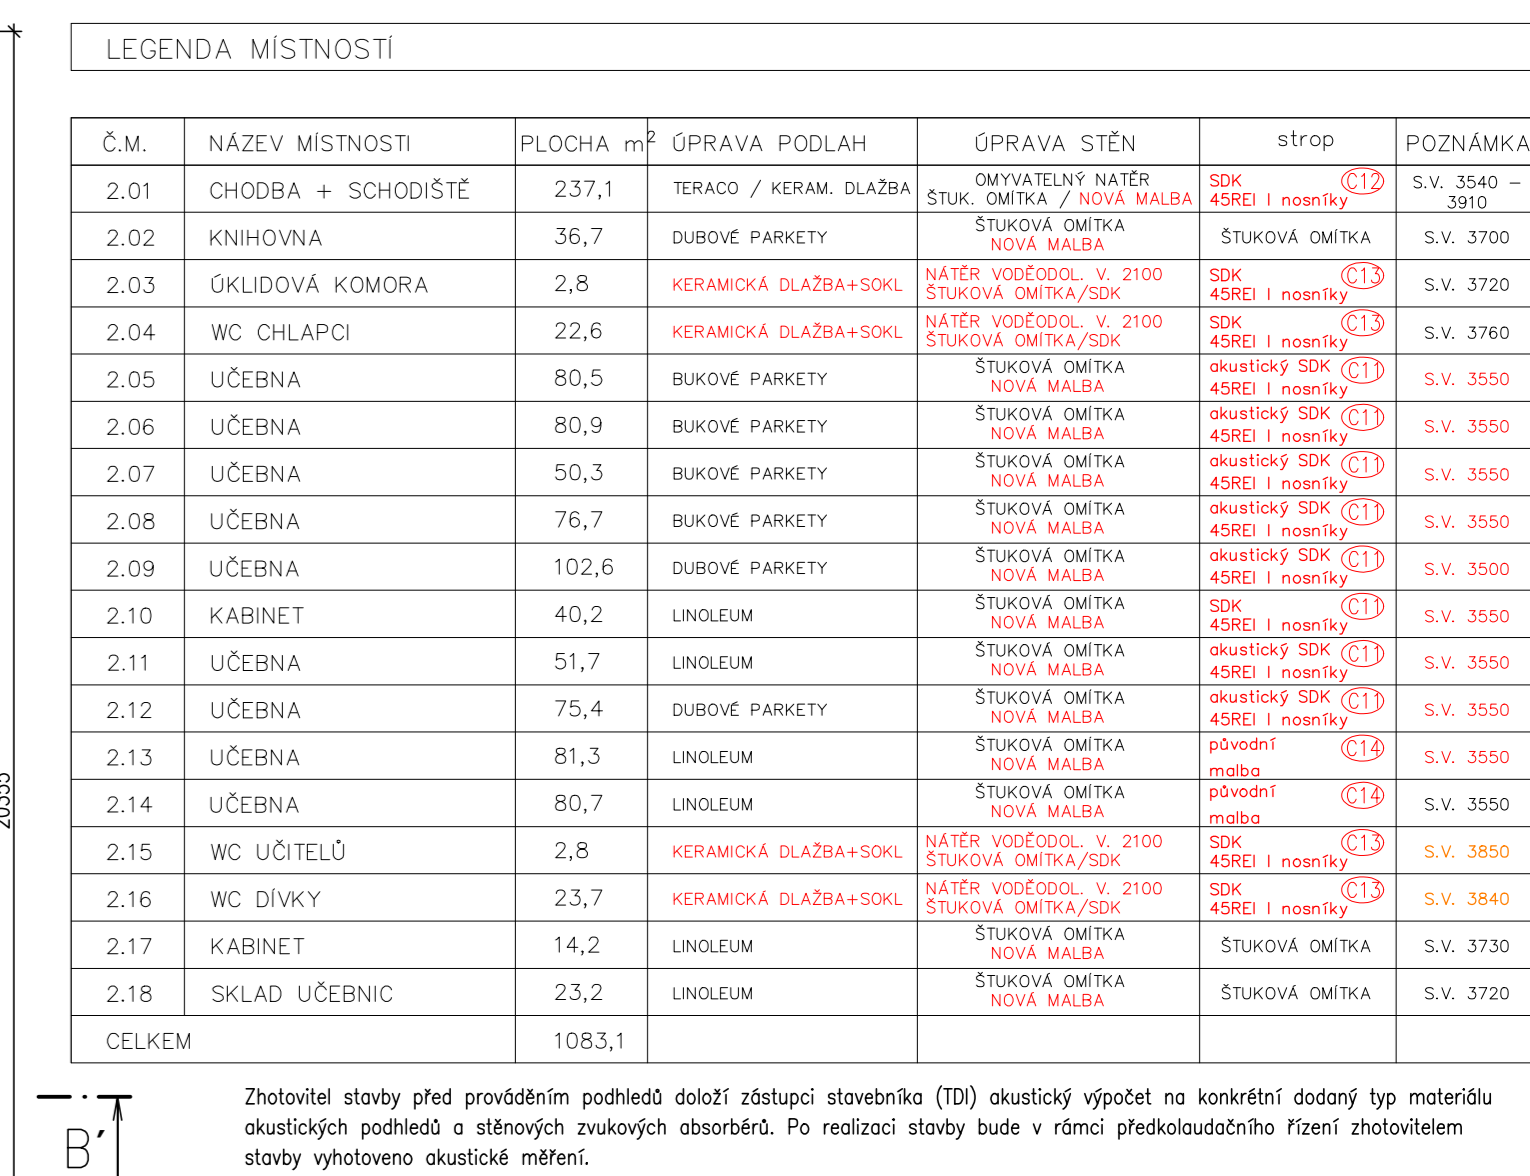 LEGENDA MÍSTNOSTÍ
Č.M. NÁZEV MÍSTNOSTI PLOCHA m² ÚPRAVA PODLAH ÚPRAVA STĚN strop POZNÁMKA
2.01 CHODBA + SCHODIŠTĚ 237,1 TERACO / KERAM. DLAŽBA OMYVATELNÝ NATĚR SDK C12 S.V. 3540 –
ŠTUK. OMÍTKA / NOVÁ MALBA 45REI I nosníky 3910
2.02 KNIHOVNA 36,7 DUBOVÉ PARKETY ŠTUKOVÁ OMÍTKA ŠTUKOVÁ OMÍTKA S.V. 3700
NOVÁ MALBA
2.03 ÚKLIDOVÁ KOMORA 2,8 KERAMICKÁ DLAŽBA+SOKL NÁTĚR VODĚODOL. V. 2100 SDK C13 S.V. 3720
ŠTUKOVÁ OMÍTKA/SDK 45REI I nosníky
2.04 WC CHLAPCI 22,6 KERAMICKÁ DLAŽBA+SOKL NÁTĚR VODĚODOL. V. 2100 SDK C13 S.V. 3760
ŠTUKOVÁ OMÍTKA/SDK 45REI I nosníky
2.05 UČEBNA 80,5 BUKOVÉ PARKETY ŠTUKOVÁ OMÍTKA akustický SDK C11 S.V. 3550
NOVÁ MALBA 45REI I nosníky
2.06 UČEBNA 80,9 BUKOVÉ PARKETY ŠTUKOVÁ OMÍTKA akustický SDK C11 S.V. 3550
NOVÁ MALBA 45REI I nosníky
2.07 UČEBNA 50,3 BUKOVÉ PARKETY ŠTUKOVÁ OMÍTKA akustický SDK C11 S.V. 3550
NOVÁ MALBA 45REI I nosníky
2.08 UČEBNA 76,7 BUKOVÉ PARKETY ŠTUKOVÁ OMÍTKA akustický SDK C11 S.V. 3550
NOVÁ MALBA 45REI I nosníky
2.09 UČEBNA 102,6 DUBOVÉ PARKETY ŠTUKOVÁ OMÍTKA akustický SDK C11 S.V. 3500
NOVÁ MALBA 45REI I nosníky
2.10 KABINET 40,2 LINOLEUM ŠTUKOVÁ OMÍTKA SDK C11 S.V. 3550
NOVÁ MALBA 45REI I nosníky
2.11 UČEBNA 51,7 LINOLEUM ŠTUKOVÁ OMÍTKA akustický SDK C11 S.V. 3550
NOVÁ MALBA 45REI I nosníky
2.12 UČEBNA 75,4 DUBOVÉ PARKETY ŠTUKOVÁ OMÍTKA akustický SDK C11 S.V. 3550
NOVÁ MALBA 45REI I nosníky
2.13 UČEBNA 81,3 LINOLEUM ŠTUKOVÁ OMÍTKA původní C14 S.V. 3550
NOVÁ MALBA malba
2.14 UČEBNA 80,7 LINOLEUM ŠTUKOVÁ OMÍTKA původní C14 S.V. 3550
NOVÁ MALBA malba
2.15 WC UČITELŮ 2,8 KERAMICKÁ DLAŽBA+SOKL NÁTĚR VODĚODOL. V. 2100 SDK C13 S.V. 3850
ŠTUKOVÁ OMÍTKA/SDK 45REI I nosníky
2.16 WC DÍVKY 23,7 KERAMICKÁ DLAŽBA+SOKL NÁTĚR VODĚODOL. V. 2100 SDK C13 S.V. 3840
ŠTUKOVÁ OMÍTKA/SDK 45REI I nosníky
2.17 KABINET 14,2 LINOLEUM ŠTUKOVÁ OMÍTKA ŠTUKOVÁ OMÍTKA S.V. 3730
NOVÁ MALBA
2.18 SKLAD UČEBNIC 23,2 LINOLEUM ŠTUKOVÁ OMÍTKA ŠTUKOVÁ OMÍTKA S.V. 3720
NOVÁ MALBA
CELKEM 1083,1
Zhotovitel stavby před prováděním podhledů doloží zástupci stavebníka (TDI) akustický výpočet na konkrétní dodaný typ materiálu
akustických podhledů a stěnových zvukových absorbérů. Po realizaci stavby bude v rámci předkolaudačního řízení zhotovitelem
stavby vyhotoveno akustické měření.
B'